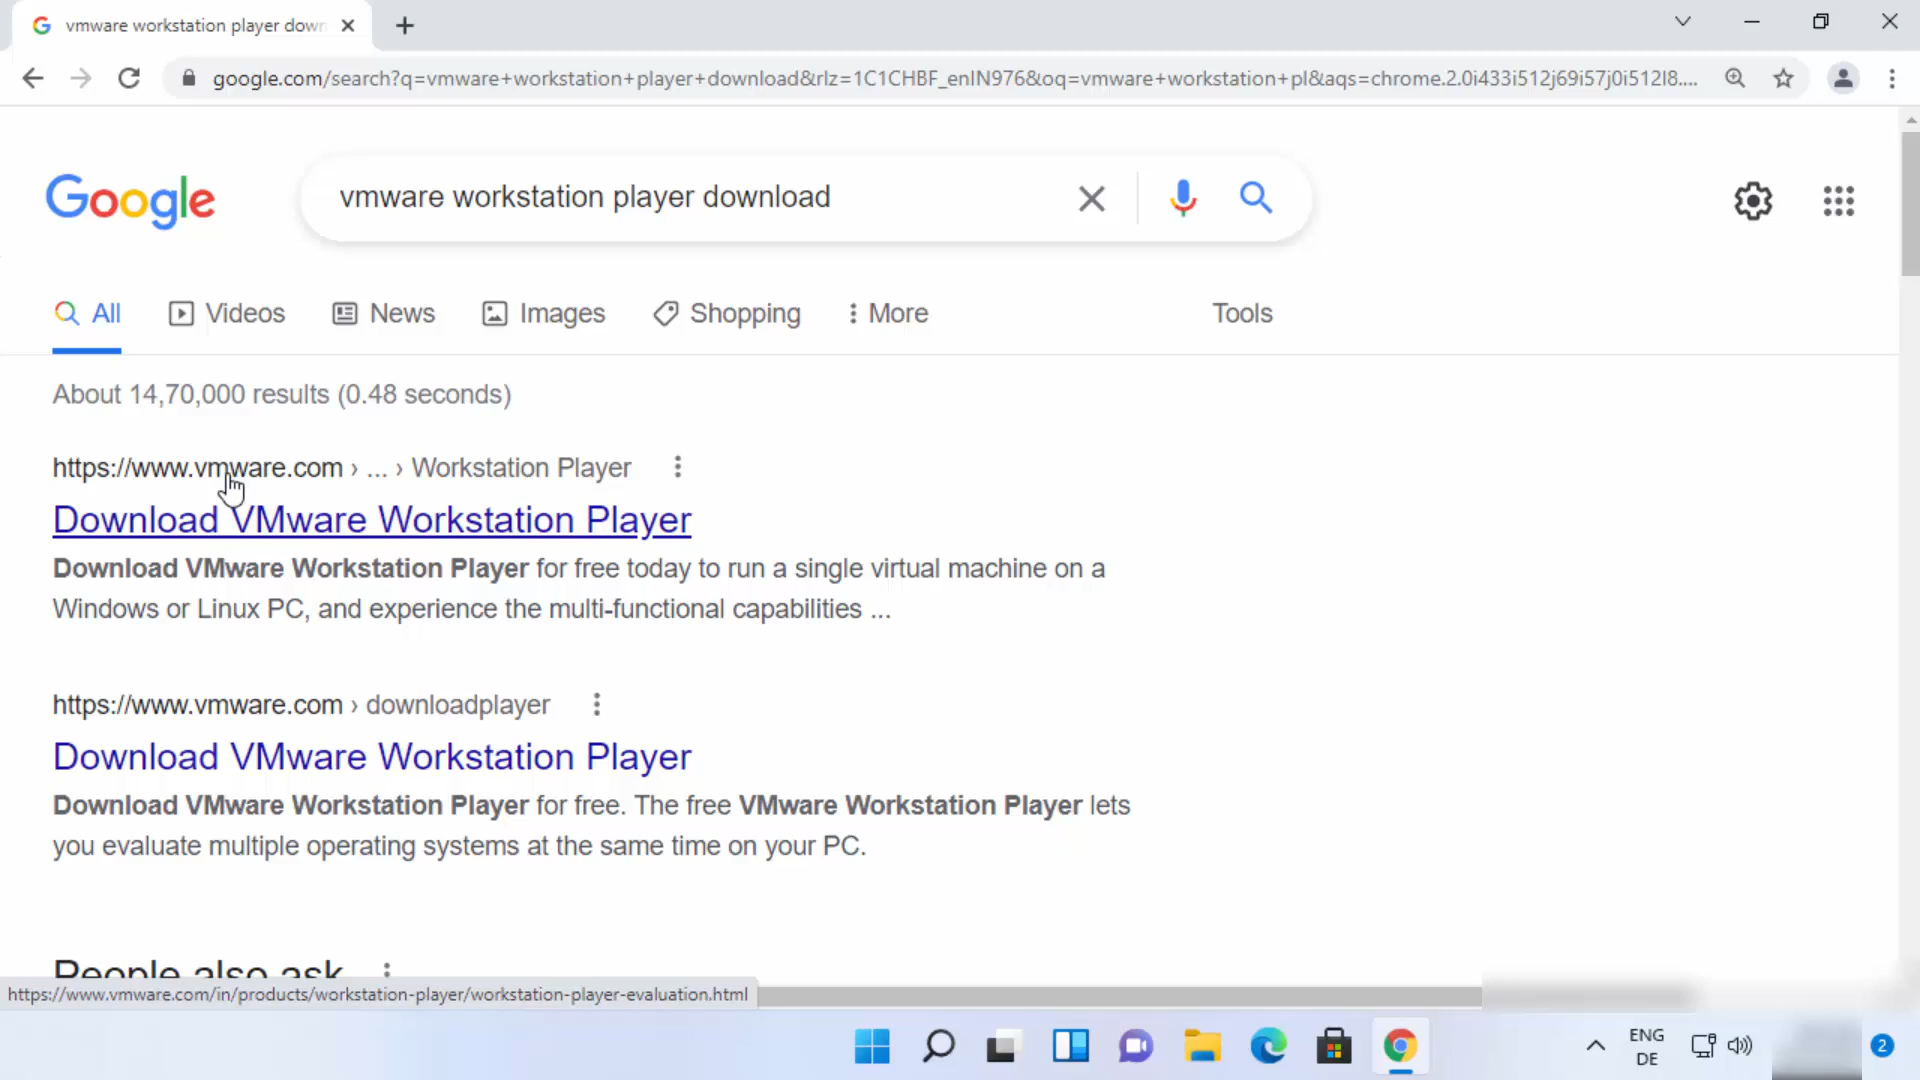 vmware workstation player down
google.com/search?q=vmware+workstation+player+download&rlz=1C1CHBF_enIN976&oq=vmware+workstation+pl&aqs=chrome.2.0i433i512j69i57j0i512l8....
Google
vmware workstation player download
All
Videos
News
Images
Shopping
More
Tools
About 14,70,000 results (0.48 seconds)
https://www.vmware.com › ... › Workstation Player
Download VMware Workstation Player
Download VMware Workstation Player for free today to run a single virtual machine on a
Windows or Linux PC, and experience the multi-functional capabilities ...
https://www.vmware.com › downloadplayer
Download VMware Workstation Player
Download VMware Workstation Player for free. The free VMware Workstation Player lets
you evaluate multiple operating systems at the same time on your PC.
People also ask
https://www.vmware.com/in/products/workstation-player/workstation-player-evaluation.html
ENG
DE
2